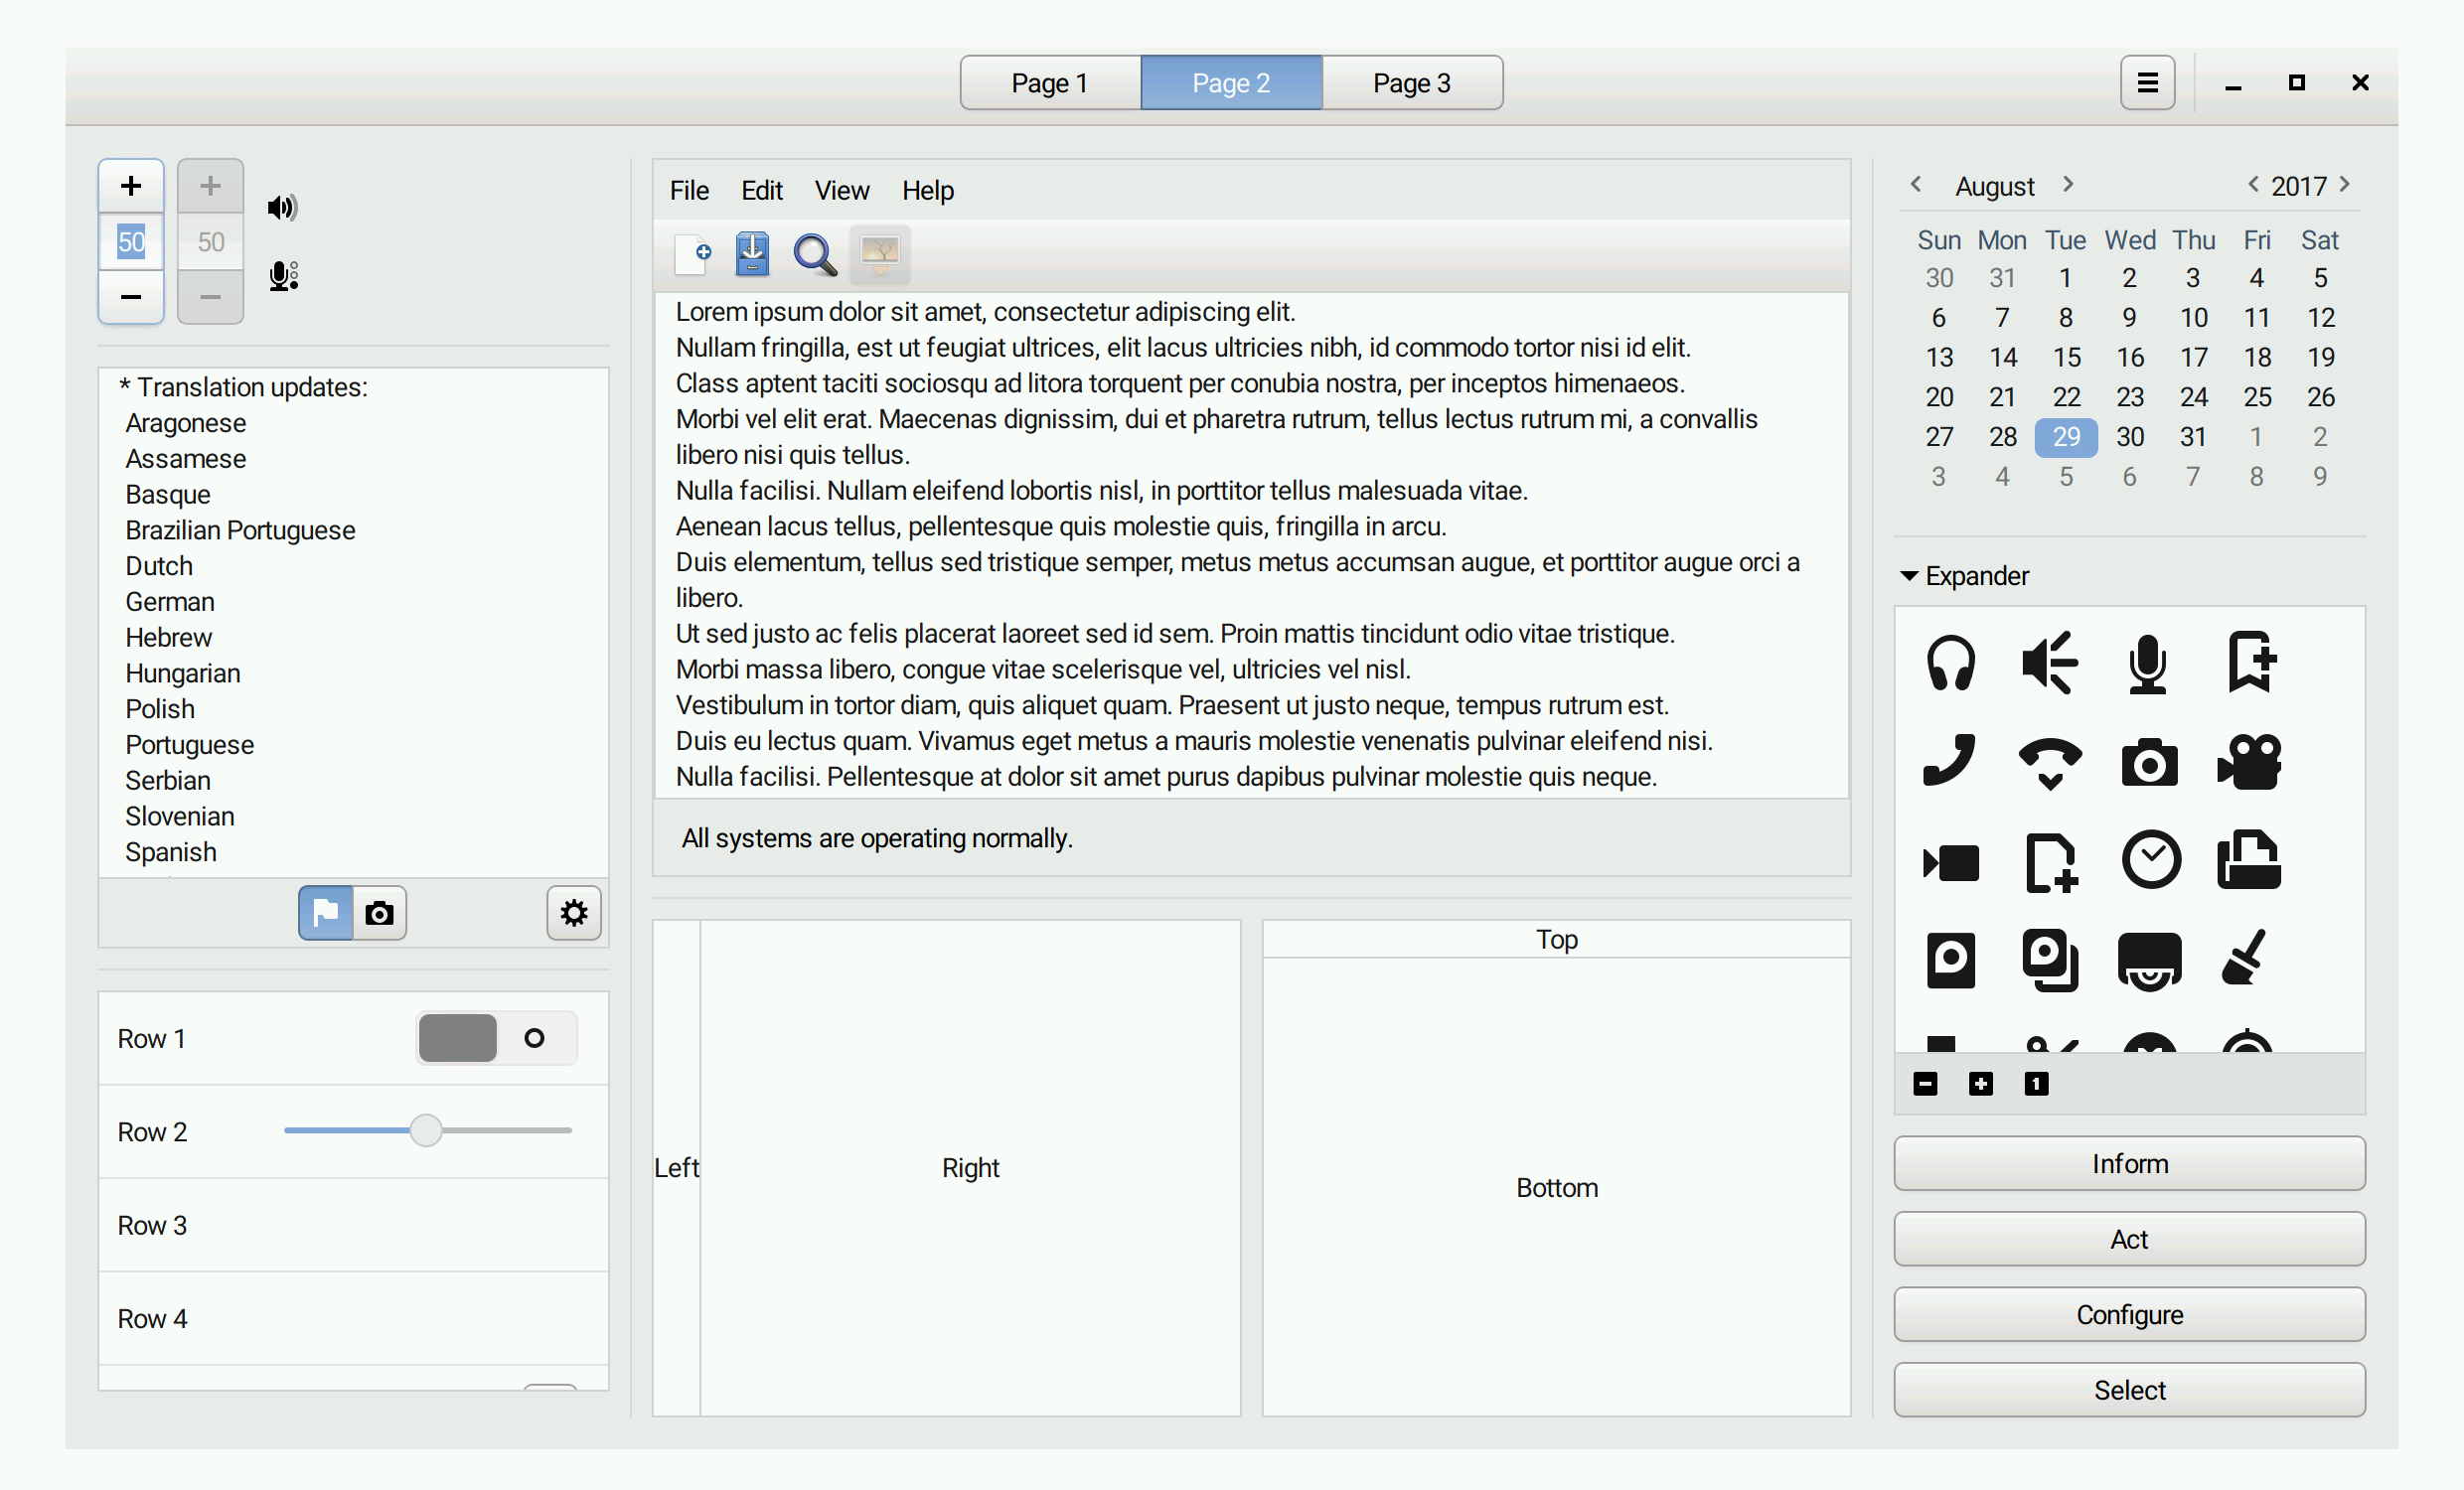 Page 1 Page 2 Page 3
50 50
* Translation updates:
Aragonese
Assamese
Basque
Brazilian Portuguese
Dutch
German
Hebrew
Hungarian
Polish
Portuguese
Serbian
Slovenian
Spanish
Row 1
Row 2
Row 3
Row 4
File Edit View Help
Lorem ipsum dolor sit amet, consectetur adipiscing elit.
Nullam fringilla, est ut feugiat ultrices, elit lacus ultricies nibh, id commodo tortor nisi id elit.
Class aptent taciti sociosqu ad litora torquent per conubia nostra, per inceptos himenaeos.
Morbi vel elit erat. Maecenas dignissim, dui et pharetra rutrum, tellus lectus rutrum mi, a convallis
libero nisi quis tellus.
Nulla facilisi. Nullam eleifend lobortis nisl, in porttitor tellus malesuada vitae.
Aenean lacus tellus, pellentesque quis molestie quis, fringilla in arcu.
Duis elementum, tellus sed tristique semper, metus metus accumsan augue, et porttitor augue orci a
libero.
Ut sed justo ac felis placerat laoreet sed id sem. Proin mattis tincidunt odio vitae tristique.
Morbi massa libero, congue vitae scelerisque vel, ultricies vel nisl.
Vestibulum in tortor diam, quis aliquet quam. Praesent ut justo neque, tempus rutrum est.
Duis eu lectus quam. Vivamus eget metus a mauris molestie venenatis pulvinar eleifend nisi.
Nulla facilisi. Pellentesque at dolor sit amet purus dapibus pulvinar molestie quis neque.
All systems are operating normally.
Left
Right
Top
Bottom
August 2017
Sun Mon Tue Wed Thu Fri Sat
30 31 1 2 3 4 5
6 7 8 9 10 11 12
13 14 15 16 17 18 19
20 21 22 23 24 25 26
27 28 29 30 31 1 2
3 4 5 6 7 8 9
Expander
1
Inform
Act
Configure
Select